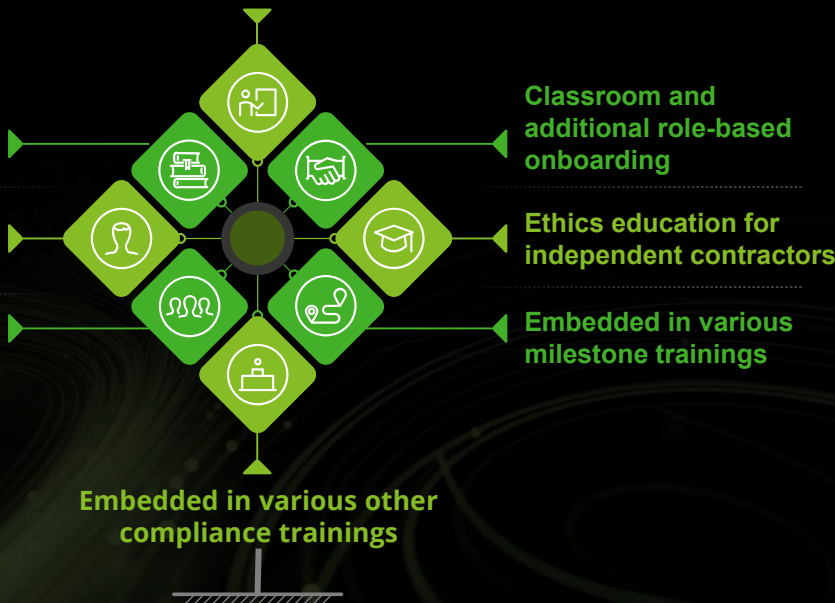 Classroom and
additional role-based
onboarding
Ethics education for
independent contractors
Embedded in various
milestone trainings
Embedded in various other
compliance trainings